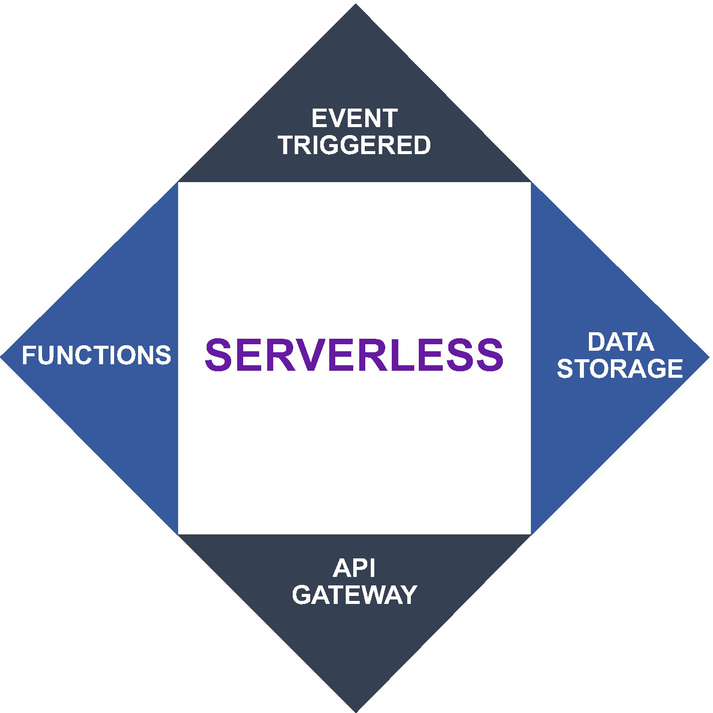 EVENT
TRIGGERED
FUNCTIONS
SERVERLESS
DATA
STORAGE
API
GATEWAY